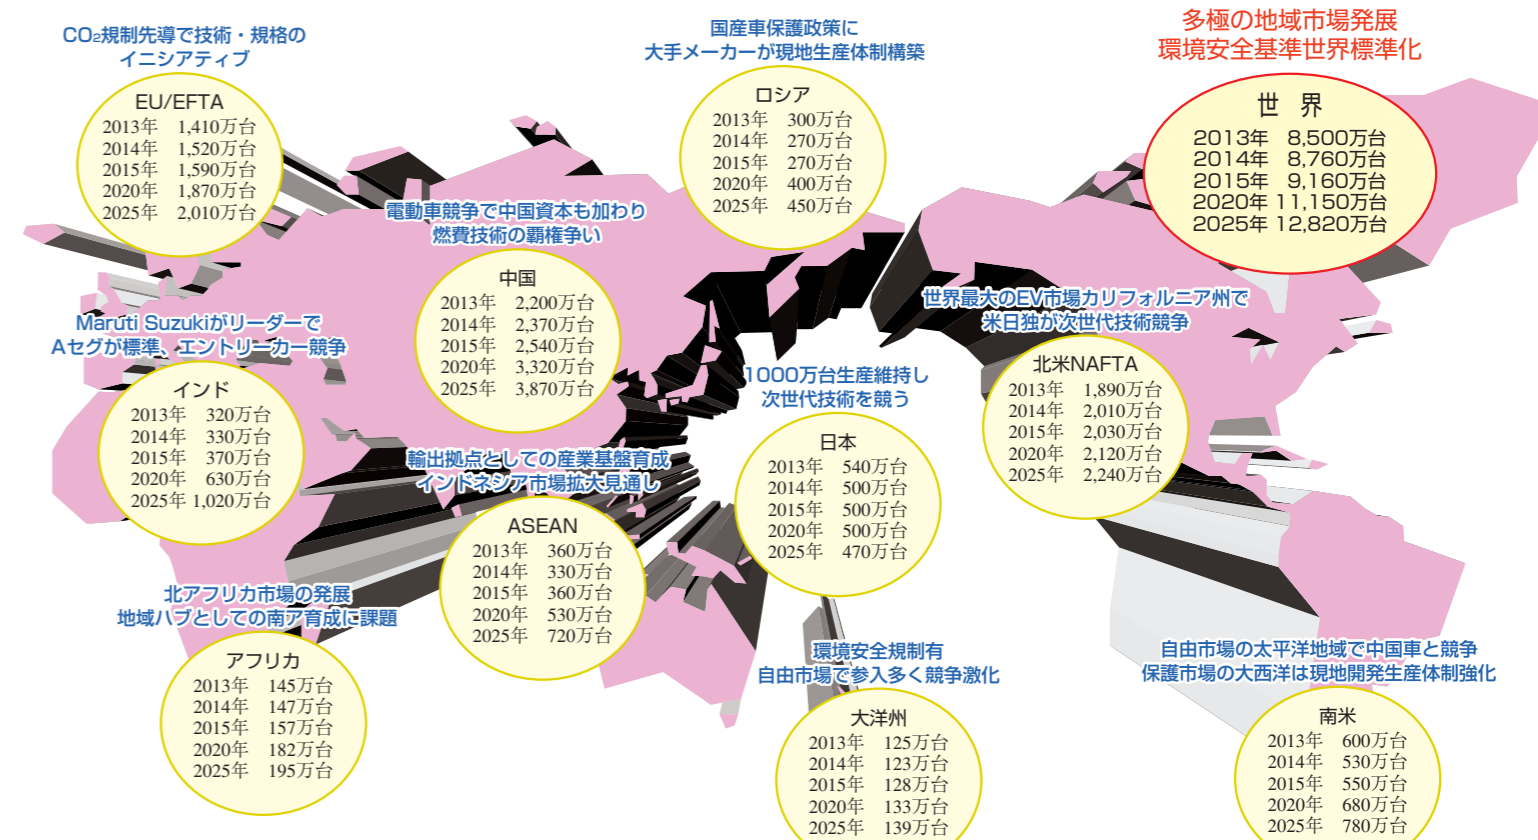 CO₂規制先導で技術・規格の
イニシアティブ
EU/EFTA
2013年 1,410万台
2014年 1,520万台
2015年 1,590万台
2020年 1,870万台
2025年 2,010万台
国産車保護政策に
大手メーカーが現地生産体制構築
ロシア
2013年 300万台
2014年 270万台
2015年 270万台
2020年 400万台
2025年 450万台
多極の地域市場発展
環境安全基準世界標準化
世 界
2013年 8,500万台
2014年 8,760万台
2015年 9,160万台
2020年 11,150万台
2025年 12,820万台
電動車競争で中国資本も加わり
燃費技術の覇権争い
中国
2013年 2,200万台
2014年 2,370万台
2015年 2,540万台
2020年 3,320万台
2025年 3,870万台
世界最大のEV市場カリフォルニア州で
米日独が次世代技術競争
北米NAFTA
2013年 1,890万台
2014年 2,010万台
2015年 2,030万台
2020年 2,120万台
2025年 2,240万台
Maruti Suzukiがリーダーで
Aセグが標準、エントリーカー競争
インド
2013年 320万台
2014年 330万台
2015年 370万台
2020年 630万台
2025年 1,020万台
1000万台生産維持し
次世代技術を競う
日本
2013年 540万台
2014年 500万台
2015年 500万台
2020年 500万台
2025年 470万台
輸出拠点としての産業基盤育成
インドネシア市場拡大見通し
ASEAN
2013年 360万台
2014年 330万台
2015年 360万台
2020年 530万台
2025年 720万台
北アフリカ市場の発展
地域ハブとしての南ア育成に課題
アフリカ
2013年 145万台
2014年 147万台
2015年 157万台
2020年 182万台
2025年 195万台
環境安全規制有
自由市場で参入多く競争激化
大洋州
2013年 125万台
2014年 123万台
2015年 128万台
2020年 133万台
2025年 139万台
自由市場の太平洋地域で中国車と競争
保護市場の大西洋は現地開発生産体制強化
南米
2013年 600万台
2014年 530万台
2015年 550万台
2020年 680万台
2025年 780万台